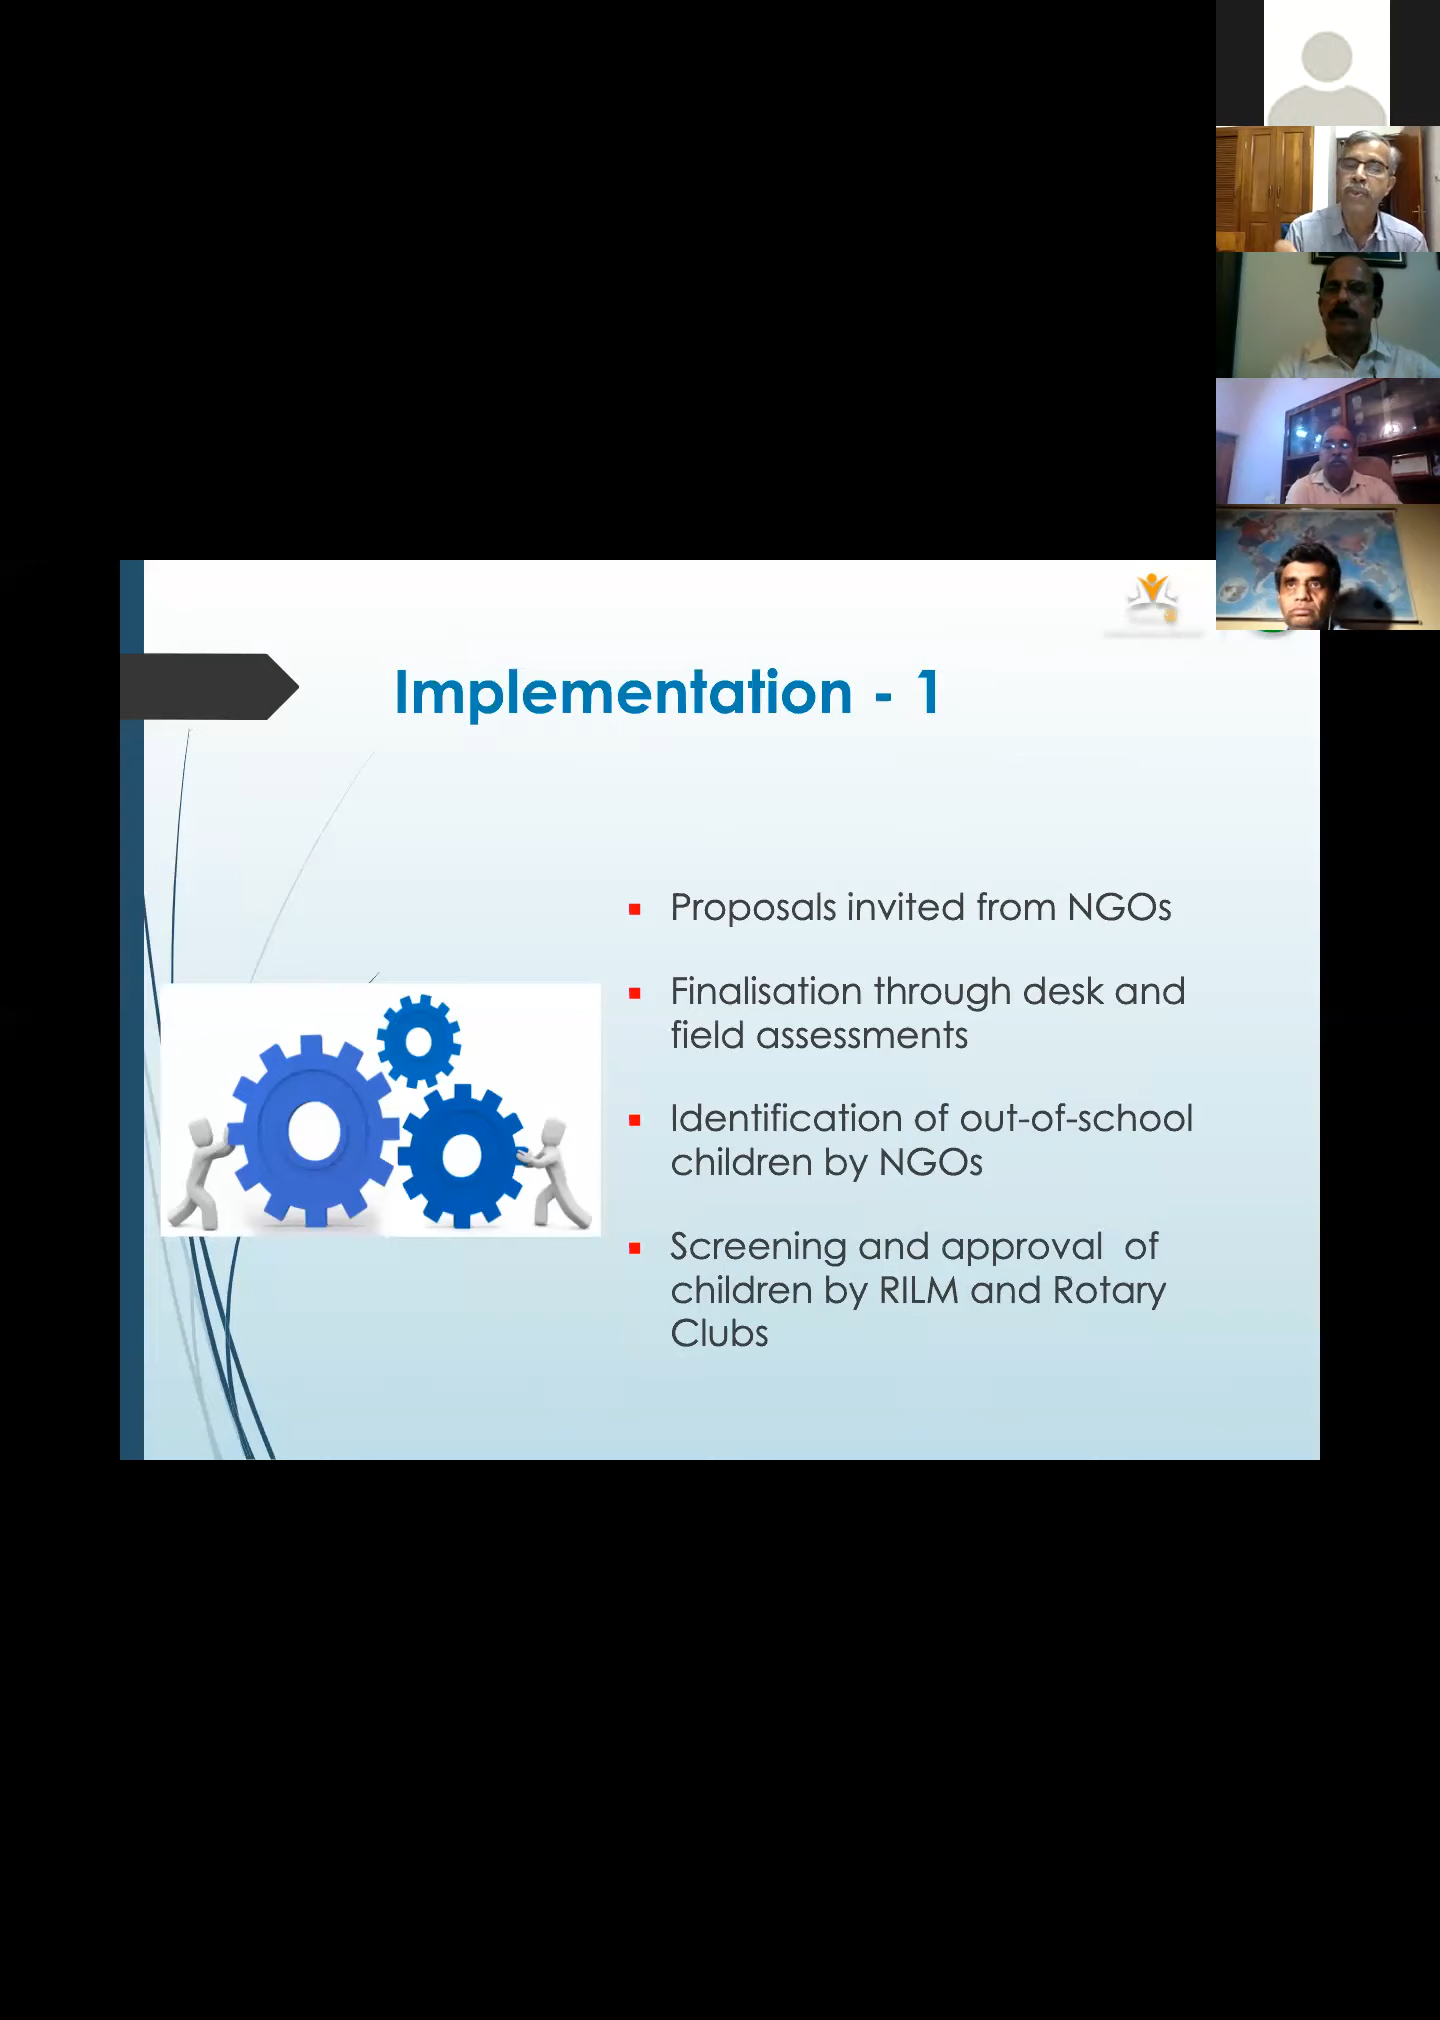 Implementation - 1
Proposals invited from NGOs
Finalisation through desk and
field assessments
Identification of out-of-school
children by NGOs
Screening and approval of
children by RILM and Rotary
Clubs